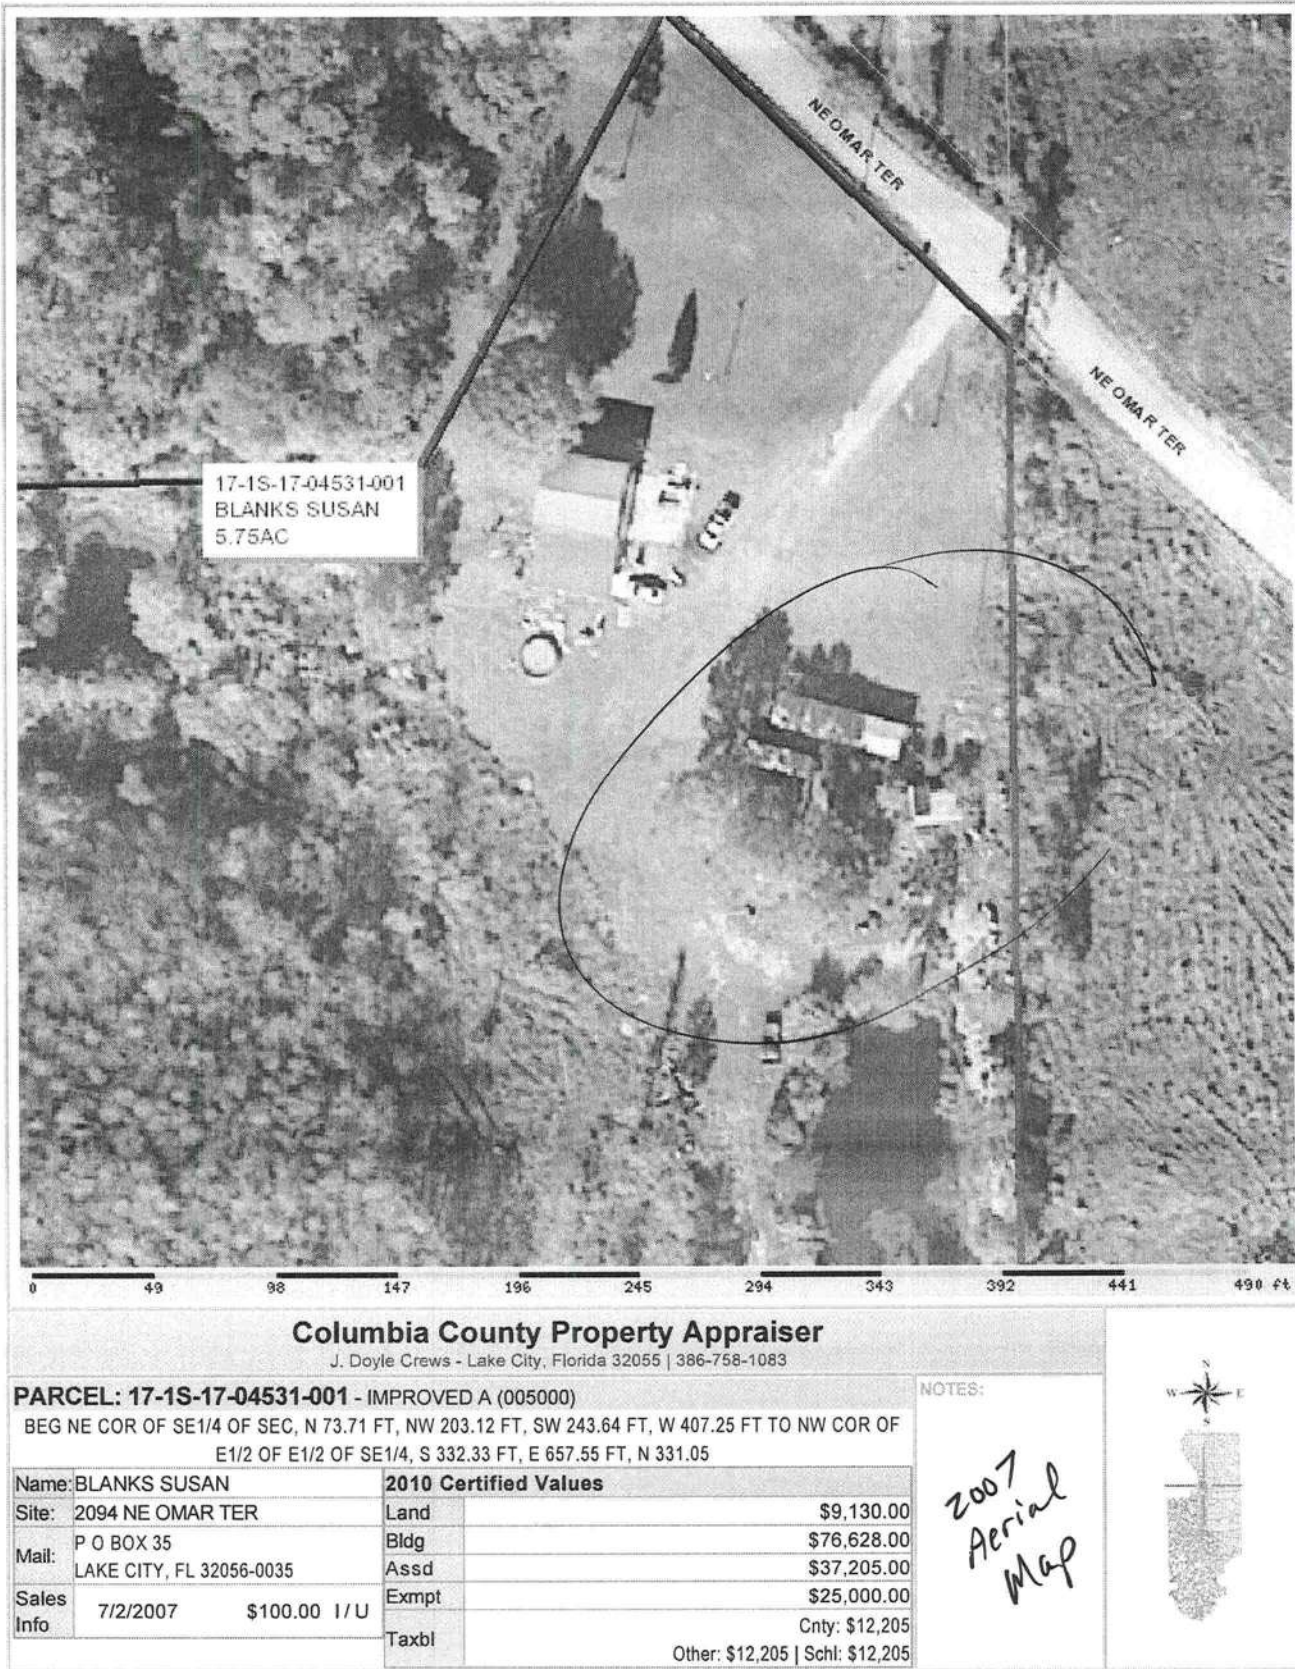 NE OMAR TER
NE OMAR TER
17-1S-17-04531-001
BLANKS SUSAN
5.75AC
0 49 98 147 196 245 294 343 392 441 490 ft
Columbia County Property Appraiser
J. Doyle Crews - Lake City, Florida 32055 | 386-758-1083
PARCEL: 17-1S-17-04531-001 - IMPROVED A (005000)
BEG NE COR OF SE1/4 OF SEC, N 73.71 FT, NW 203.12 FT, SW 243.64 FT, W 407.25 FT TO NW COR OF
E1/2 OF E1/2 OF SE1/4, S 332.33 FT, E 657.55 FT, N 331.05
Name: BLANKS SUSAN
Site: 2094 NE OMAR TER
Mail: P O BOX 35
LAKE CITY, FL 32056-0035
Sales Info 7/2/2007 $100.00 I / U
2010 Certified Values
Land $9,130.00
Bldg $76,628.00
Assd $37,205.00
Exmpt $25,000.00
Taxbl Cnty: $12,205
Other: $12,205 | Schl: $12,205
NOTES:
2007
Aerial
Map
N
W E
S